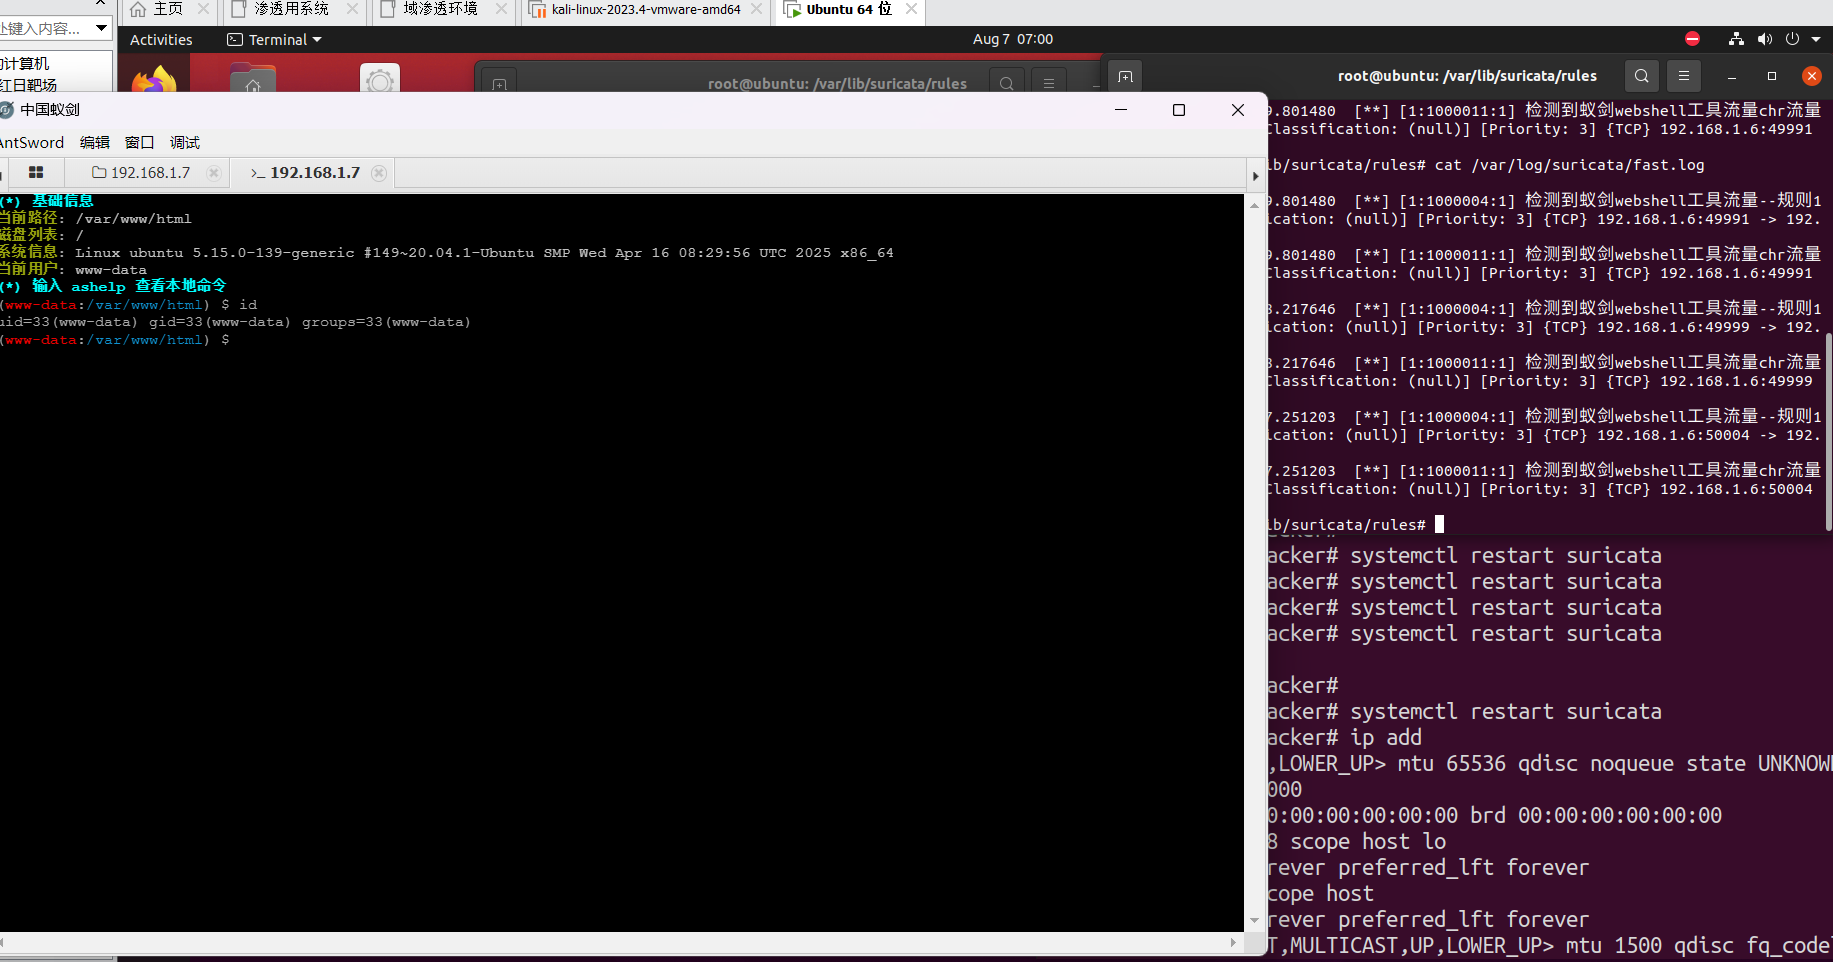 主页
渗透用系统
域渗透环境
kali-linux-2023.4-vmware-amd64
Ubuntu 64 位
键入内容...
计算机
红日靶场
Activities
Terminal
Aug 7 07:00
root@ubuntu: /var/lib/suricata/rules
root@ubuntu: /var/lib/suricata/rules
中国蚁剑
AntSword 编辑 窗口 调试
192.168.1.7
>_ 192.168.1.7
(*) 基础信息
当前路径: /var/www/html
磁盘列表: /
系统信息: Linux ubuntu 5.15.0-139-generic #149~20.04.1-Ubuntu SMP Wed Apr 16 08:29:56 UTC 2025 x86_64
当前用户: www-data
(*) 输入 ashelp 查看本地命令
(www-data:/var/www/html) $ id
uid=33(www-data) gid=33(www-data) groups=33(www-data)
(www-data:/var/www/html) $
9.801480 [**] [1:1000011:1] 检测到蚁剑webshell工具流量chr流量
Classification: (null)] [Priority: 3] {TCP} 192.168.1.6:49991
ib/suricata/rules# cat /var/log/suricata/fast.log
9.801480 [**] [1:1000004:1] 检测到蚁剑webshell工具流量--规则1
ication: (null)] [Priority: 3] {TCP} 192.168.1.6:49991 -> 192.
9.801480 [**] [1:1000011:1] 检测到蚁剑webshell工具流量chr流量
Classification: (null)] [Priority: 3] {TCP} 192.168.1.6:49991
3.217646 [**] [1:1000004:1] 检测到蚁剑webshell工具流量--规则1
ication: (null)] [Priority: 3] {TCP} 192.168.1.6:49999 -> 192.
3.217646 [**] [1:1000011:1] 检测到蚁剑webshell工具流量chr流量
Classification: (null)] [Priority: 3] {TCP} 192.168.1.6:49999
7.251203 [**] [1:1000004:1] 检测到蚁剑webshell工具流量--规则1
ication: (null)] [Priority: 3] {TCP} 192.168.1.6:50004 -> 192.
7.251203 [**] [1:1000011:1] 检测到蚁剑webshell工具流量chr流量
Classification: (null)] [Priority: 3] {TCP} 192.168.1.6:50004
ib/suricata/rules#
acker# systemctl restart suricata
acker# systemctl restart suricata
acker# systemctl restart suricata
acker# systemctl restart suricata
acker#
acker# systemctl restart suricata
acker# ip add
,LOWER_UP> mtu 65536 qdisc noqueue state UNKNOWN
000
0:00:00:00:00:00 brd 00:00:00:00:00:00
8 scope host lo
rever preferred_lft forever
cope host
rever preferred_lft forever
T,MULTICAST,UP,LOWER_UP> mtu 1500 qdisc fq_code